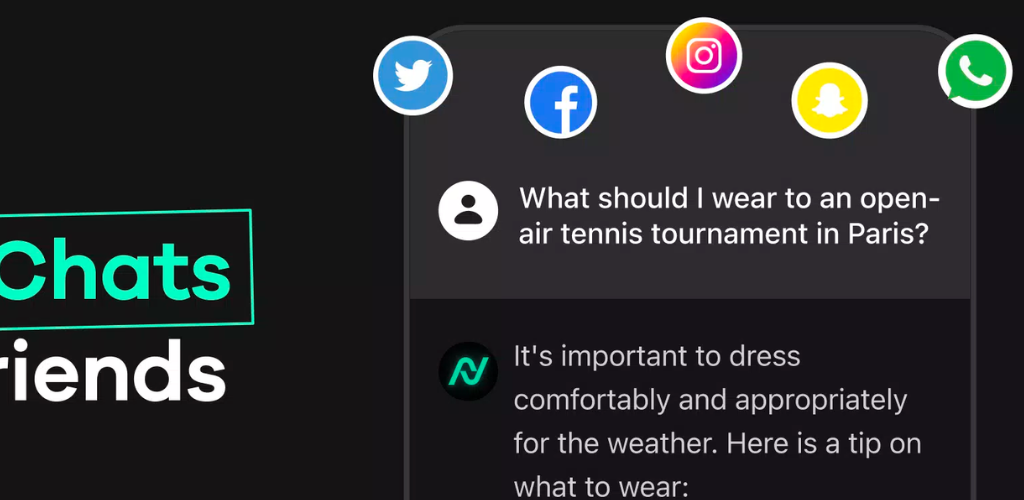 Chats
riends
What should I wear to an open-
air tennis tournament in Paris?
It's important to dress
comfortably and appropriately
for the weather. Here is a tip on
what to wear: